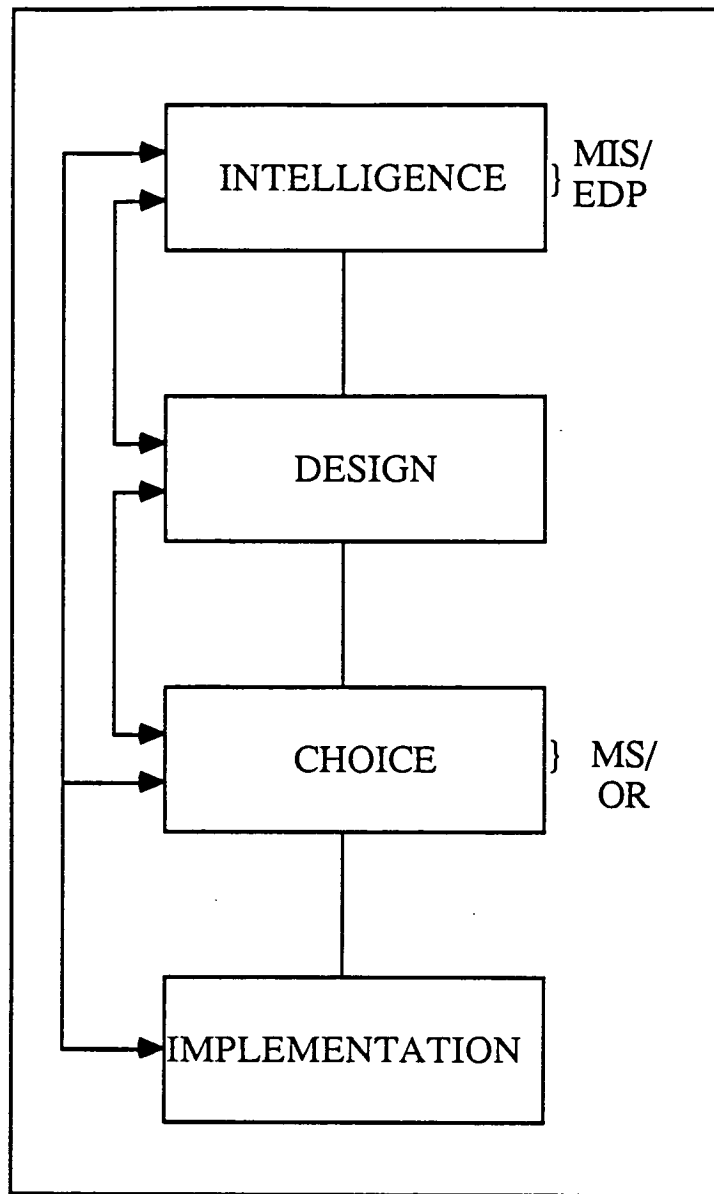 INTELLIGENCE
} MIS/
EDP
DESIGN
CHOICE
} MS/
OR
IMPLEMENTATION